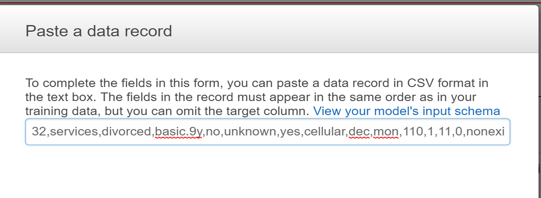 Paste a data record
To complete the fields in this form, you can paste a data record in CSV format in
the text box. The fields in the record must appear in the same order as in your
training data, but you can omit the target column. View your model's input schema
32,services,divorced,basic.9y,no,unknown,yes,cellular,dec,mon,110,1,11,0,nonexi